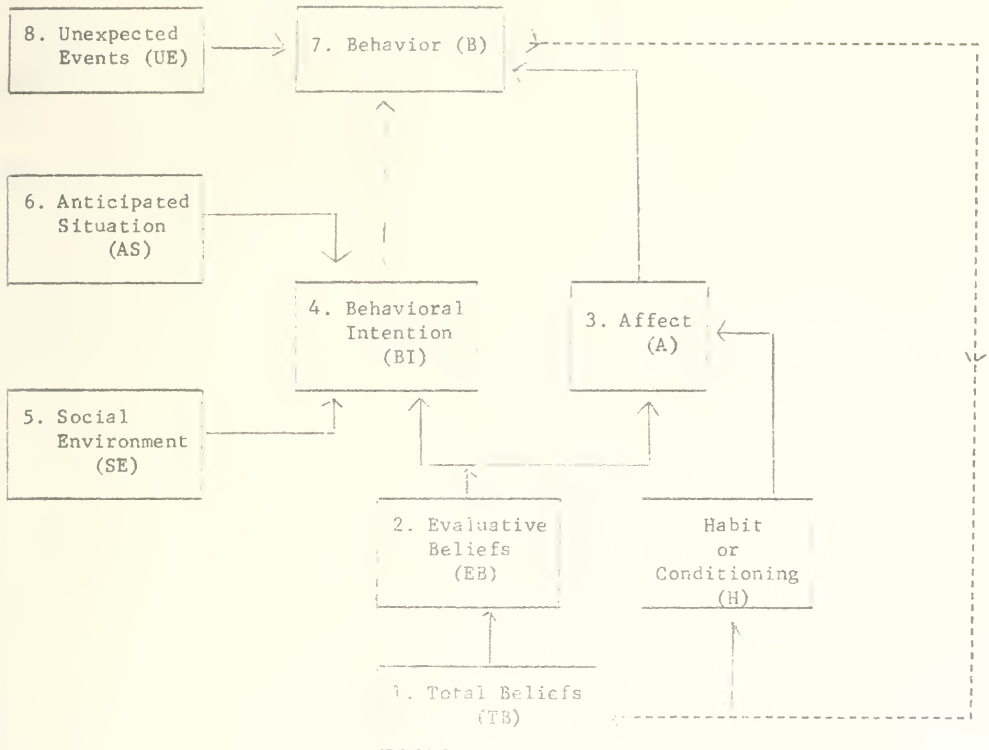 8. Unexpected
Events (UE)
7. Behavior (B)
6. Anticipated
Situation
(AS)
4. Behavioral
Intention
(BI)
3. Affect
(A)
5. Social
Environment
(SE)
2. Evaluative
Beliefs
(EB)
Habit
or
Conditioning
(H)
1. Total Beliefs
(TB)